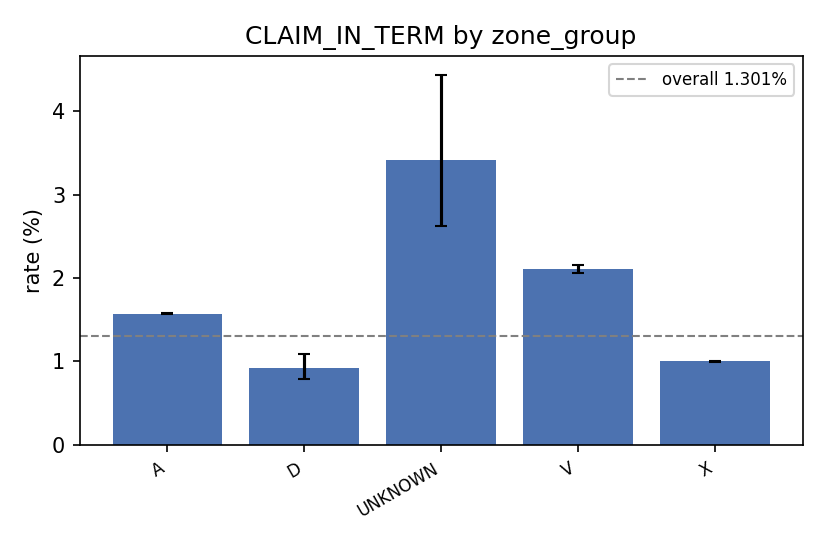 CLAIM_IN_TERM by zone_group
overall 1.301%
rate (%)
4
3
2
1
0
A
D
UNKNOWN
V
X